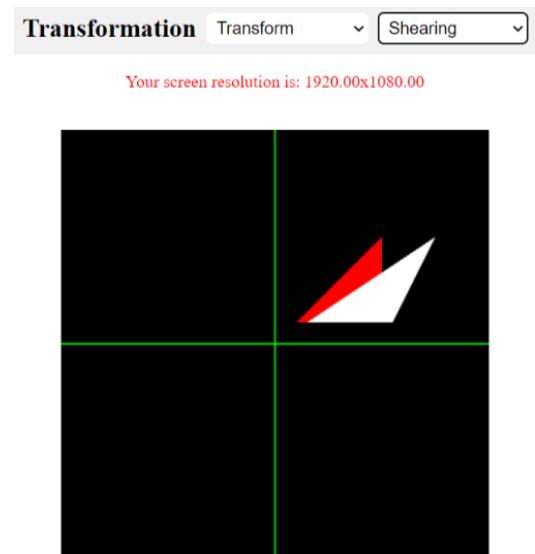 Transformation Transform Shearing
Your screen resolution is: 1920.00x1080.00